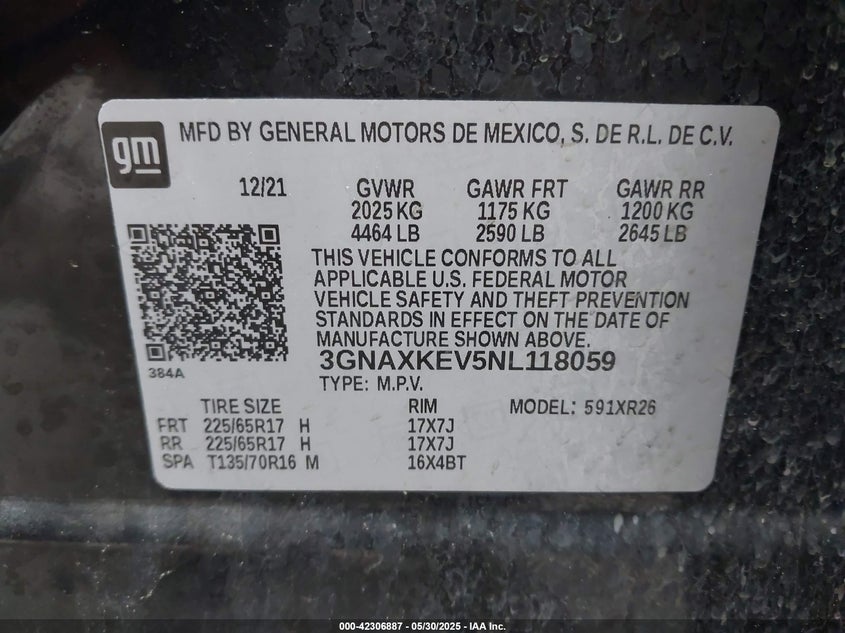 gm
MFD BY GENERAL MOTORS DE MEXICO, S. DE R.L. DE C.V.
12/21 GVWR GAWR FRT GAWR RR
2025 KG 1175 KG 1200 KG
4464 LB 2590 LB 2645 LB
THIS VEHICLE CONFORMS TO ALL
APPLICABLE U.S. FEDERAL MOTOR
VEHICLE SAFETY AND THEFT PREVENTION
STANDARDS IN EFFECT ON THE DATE OF
MANUFACTURE SHOWN ABOVE.
384A
3GNAXKEV5NL118059
TYPE: M.P.V.
TIRE SIZE RIM MODEL: 591XR26
FRT 225/65R17 H 17X7J
RR 225/65R17 H 17X7J
SPA T135/70R16 M 16X4BT
000-42306887 — 05/30/2025 - IAA Inc.